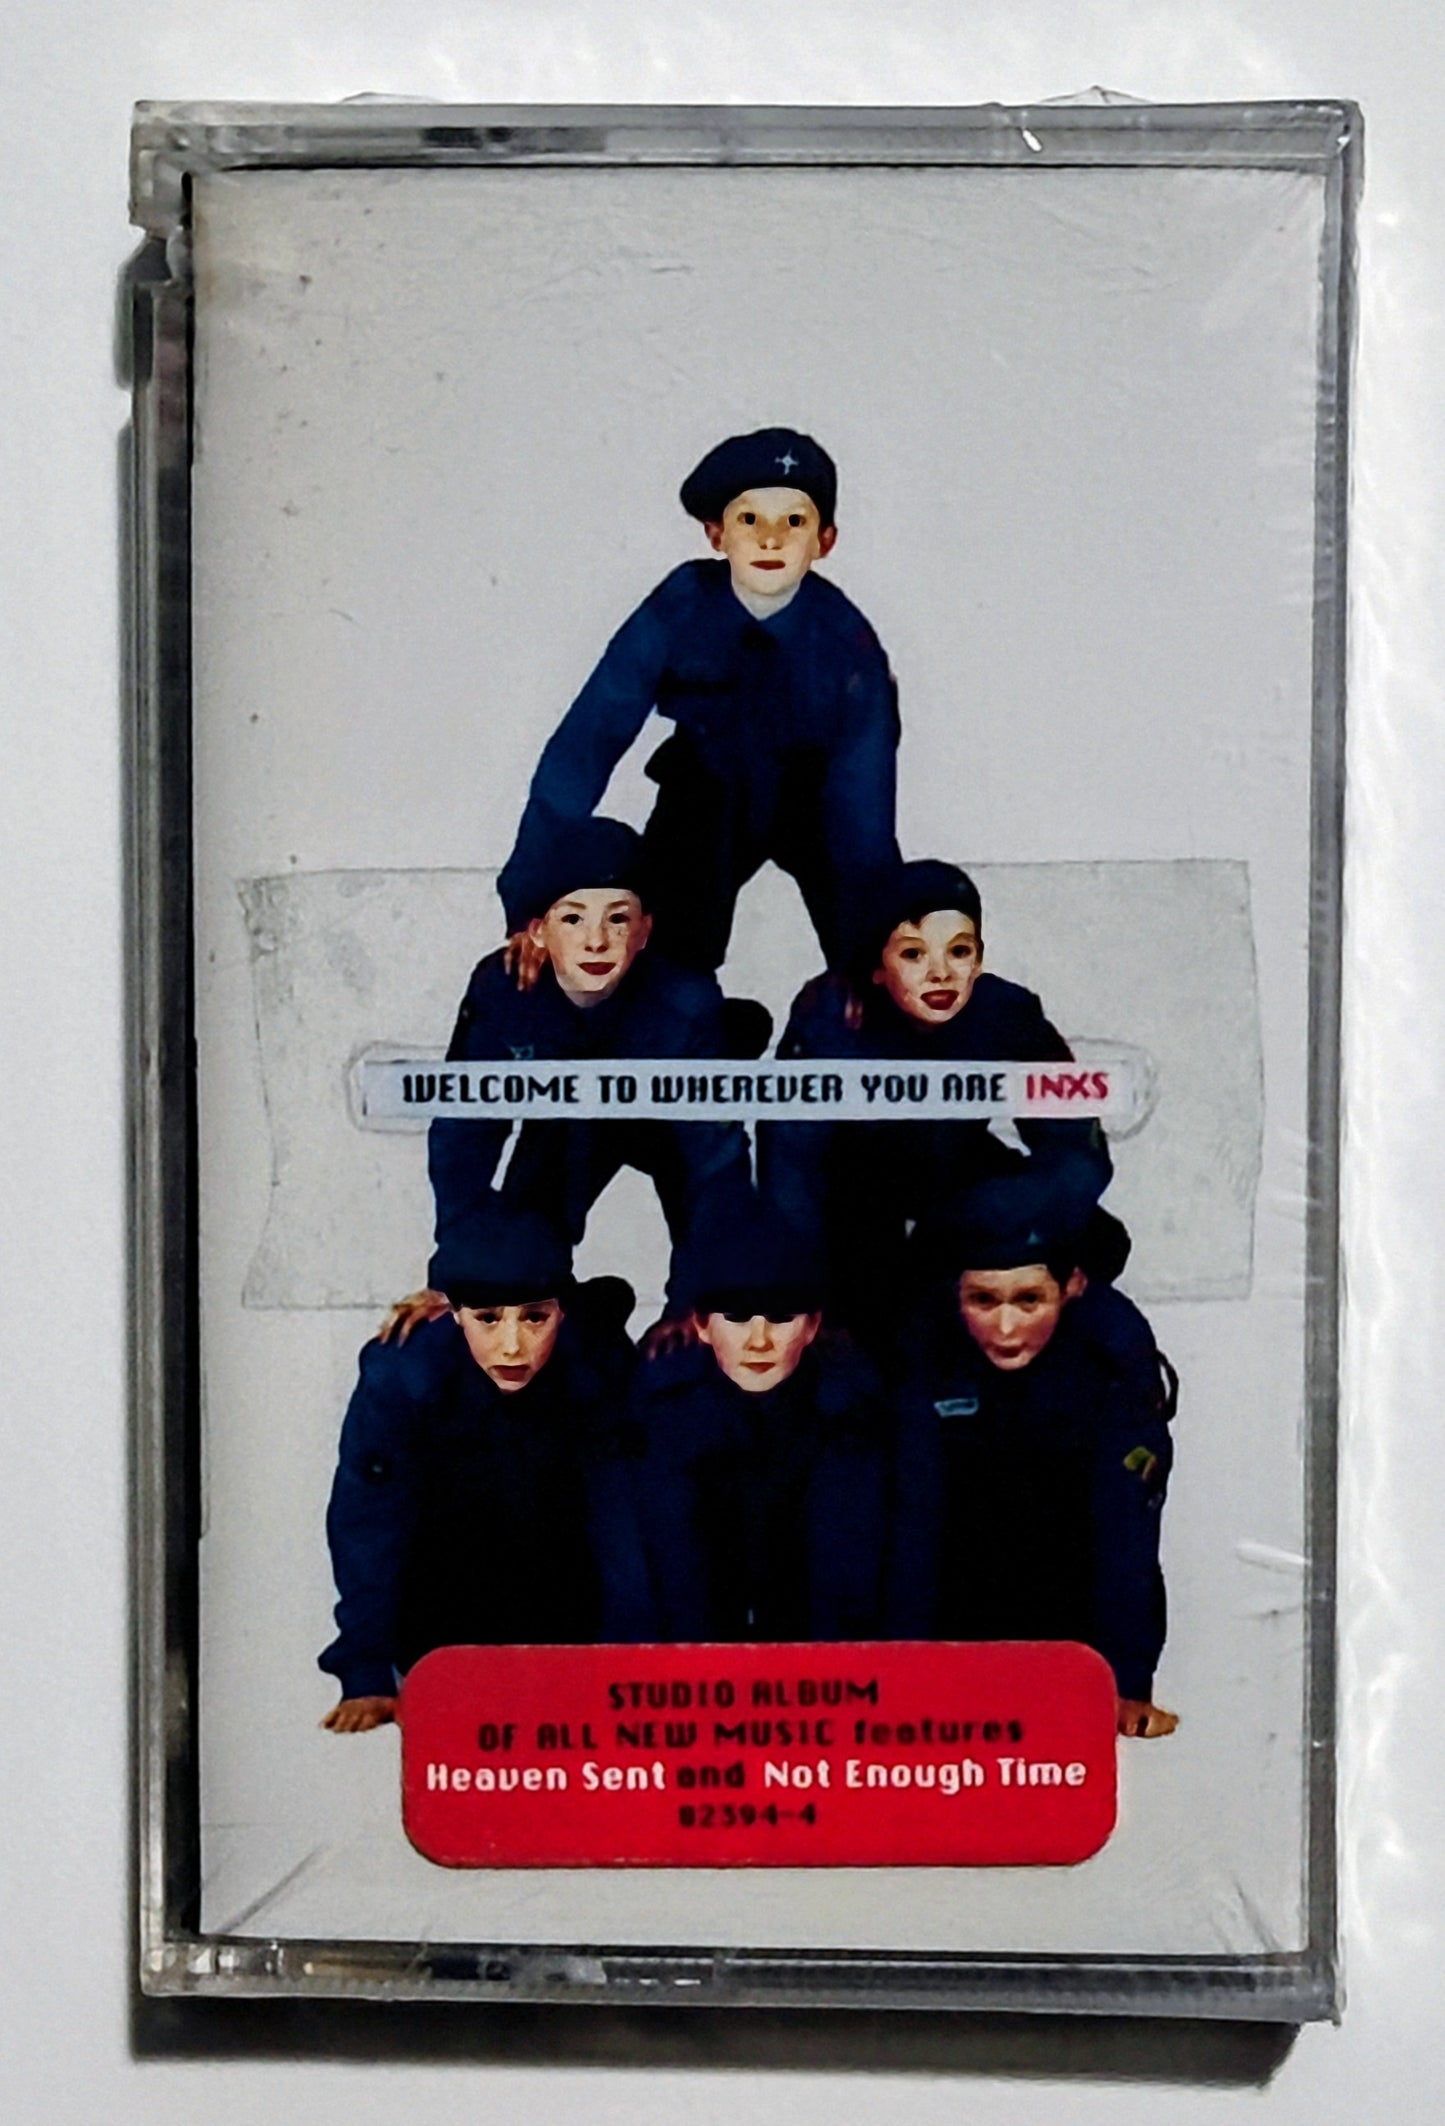 WELCOME TO WHEREVER YOU ARE INXS
STUDIO ALBUM
OF ALL NEW MUSIC features
Heaven Sent and Not Enough Time
82394-4